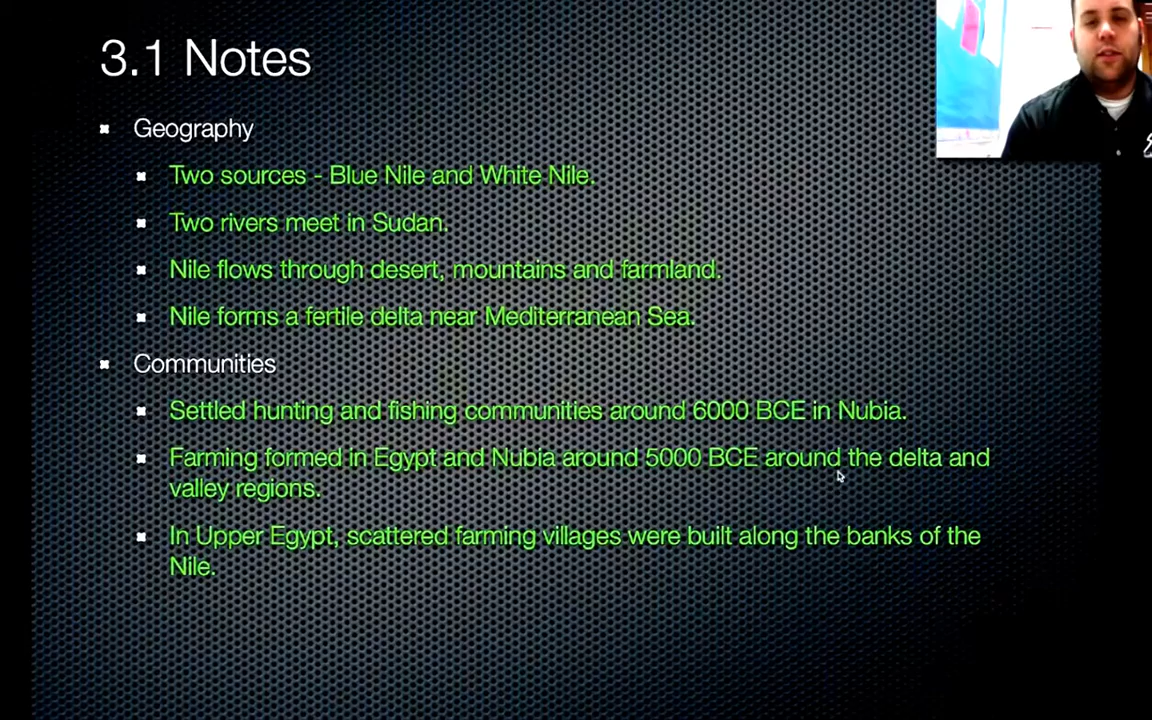 3.1 Notes
Geography
Two sources - Blue Nile and White Nile.
Two rivers meet in Sudan.
Nile flows through desert, mountains and farmland.
Nile forms a fertile delta near Mediterranean Sea.
Communities
Settled hunting and fishing communities around 6000 BCE in Nubia.
Farming formed in Egypt and Nubia around 5000 BCE around the delta and
valley regions.
In Upper Egypt, scattered farming villages were built along the banks of the
Nile.